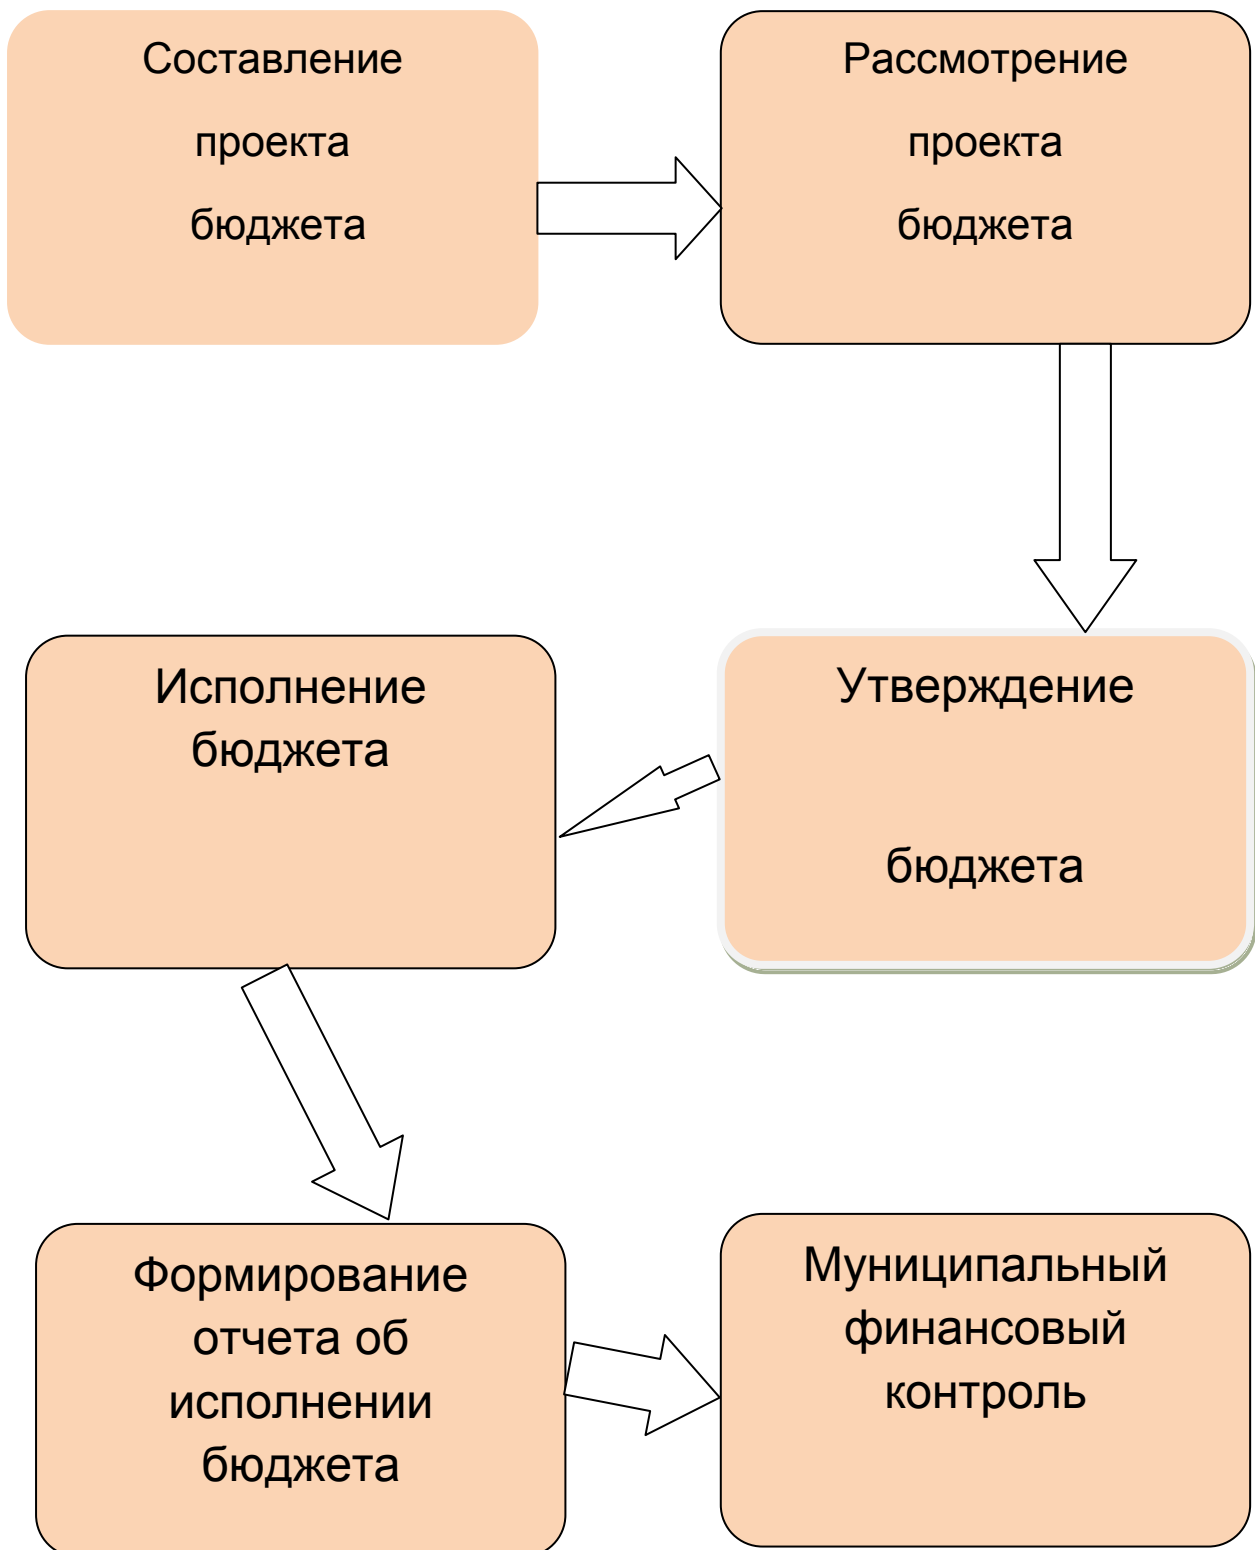 Составление
проекта
бюджета
Рассмотрение
проекта
бюджета
Утверждение
бюджета
Исполнение
бюджета
Формирование
отчета об
исполнении
бюджета
Муниципальный
финансовый
контроль